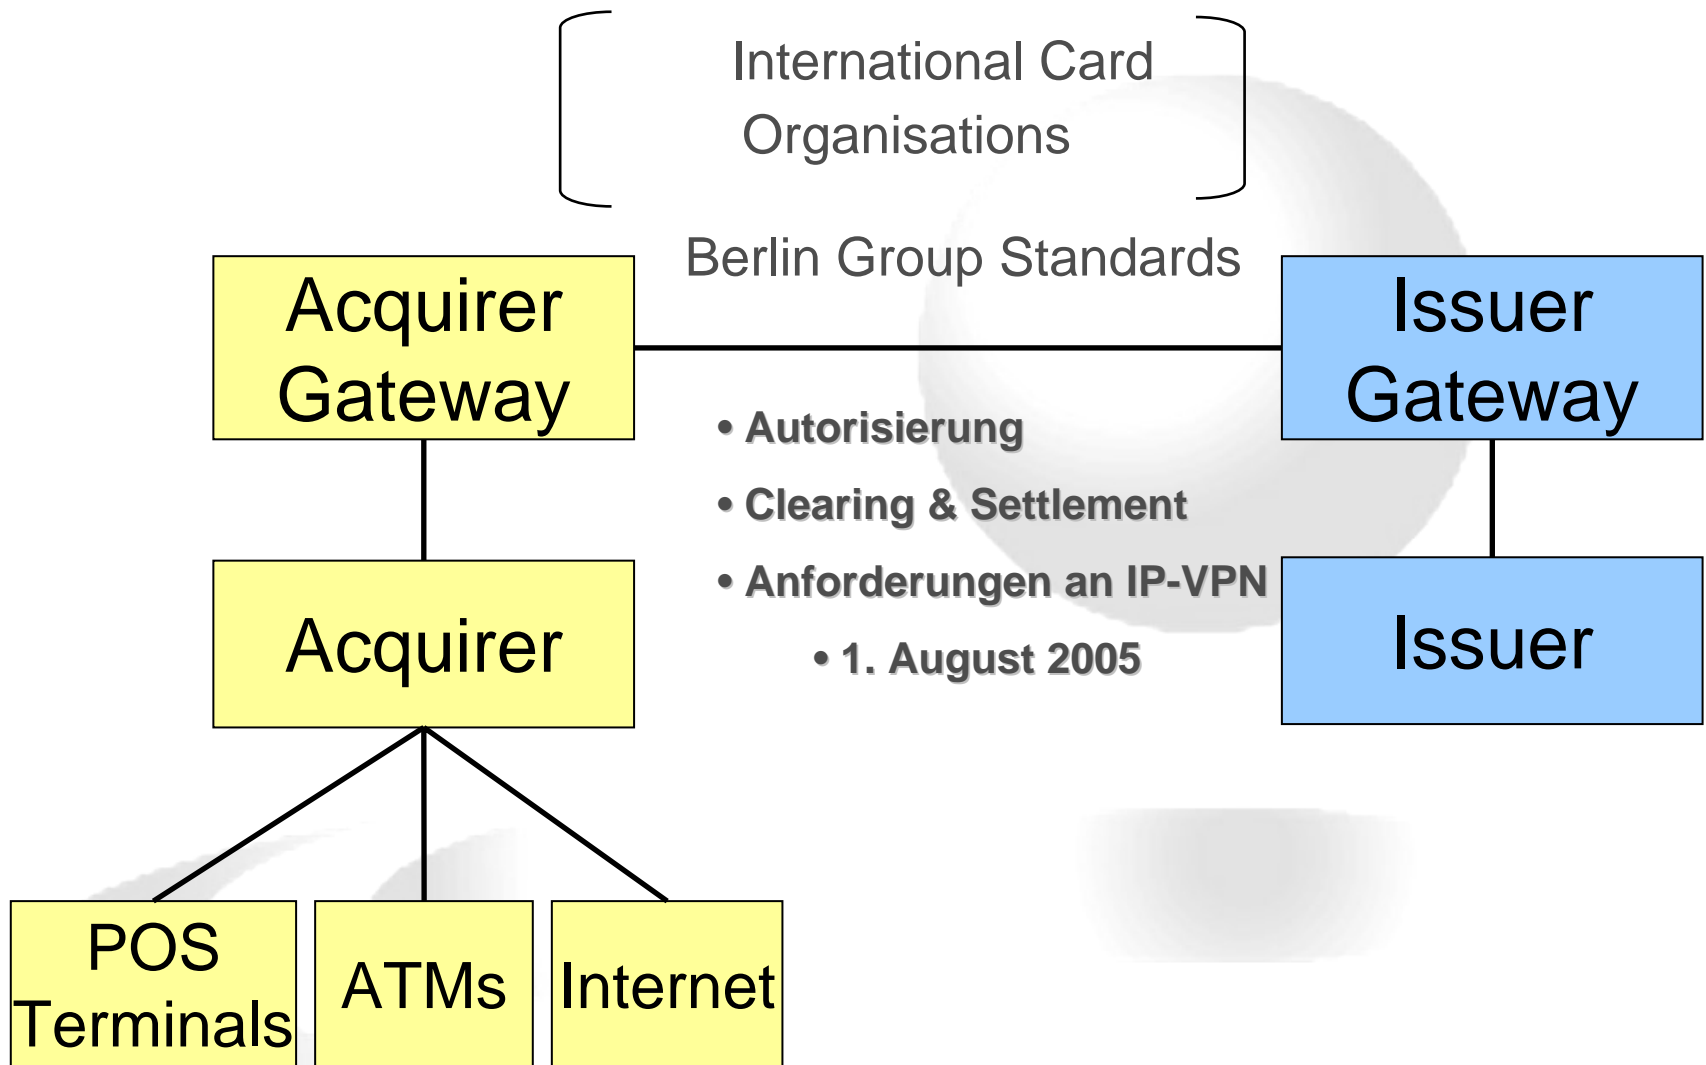 International Card
Organisations
Berlin Group Standards
Acquirer
Gateway
Issuer
Gateway
• Autorisierung
• Clearing & Settlement
• Anforderungen an IP-VPN
• 1. August 2005
Acquirer
Issuer
POS
Terminals
ATMs
Internet